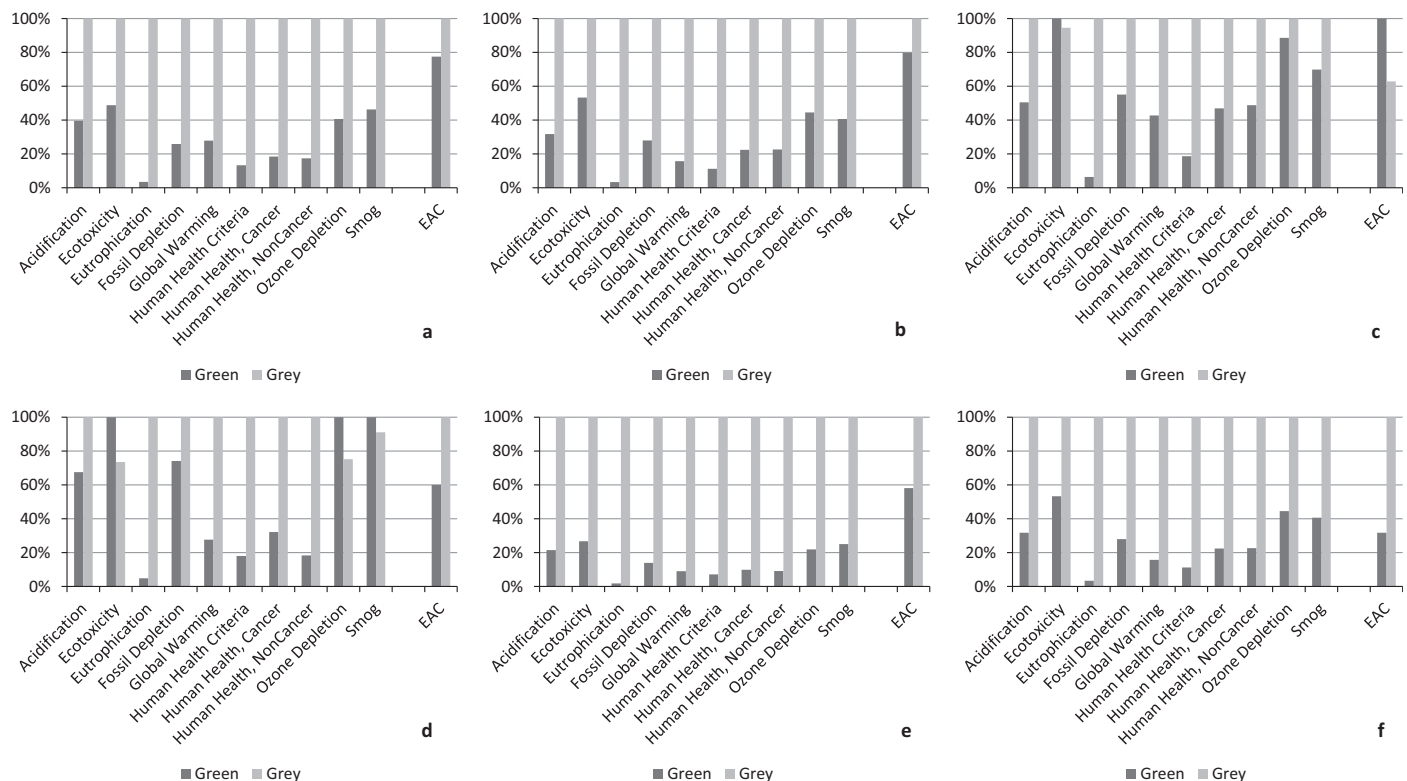 100%
80%
60%
40%
20%
0%
Acidification
Ecotoxicity
Eutrophication
Fossil Depletion
Global Warming
Human Health Criteria
Human Health, Cancer
Human Health, NonCancer
Ozone Depletion
Smog
EAC
a
Green Grey
100%
80%
60%
40%
20%
0%
Acidification
Ecotoxicity
Eutrophication
Fossil Depletion
Global Warming
Human Health Criteria
Human Health, Cancer
Human Health, NonCancer
Ozone Depletion
Smog
EAC
b
Green Grey
100%
80%
60%
40%
20%
0%
Acidification
Ecotoxicity
Eutrophication
Fossil Depletion
Global Warming
Human Health Criteria
Human Health, Cancer
Human Health, NonCancer
Ozone Depletion
Smog
EAC
c
Green Grey
100%
80%
60%
40%
20%
0%
Acidification
Ecotoxicity
Eutrophication
Fossil Depletion
Global Warming
Human Health Criteria
Human Health, Cancer
Human Health, NonCancer
Ozone Depletion
Smog
EAC
d
Green Grey
100%
80%
60%
40%
20%
0%
Acidification
Ecotoxicity
Eutrophication
Fossil Depletion
Global Warming
Human Health Criteria
Human Health, Cancer
Human Health, NonCancer
Ozone Depletion
Smog
EAC
e
Green Grey
100%
80%
60%
40%
20%
0%
Acidification
Ecotoxicity
Eutrophication
Fossil Depletion
Global Warming
Human Health Criteria
Human Health, Cancer
Human Health, NonCancer
Ozone Depletion
Smog
EAC
f
Green Grey